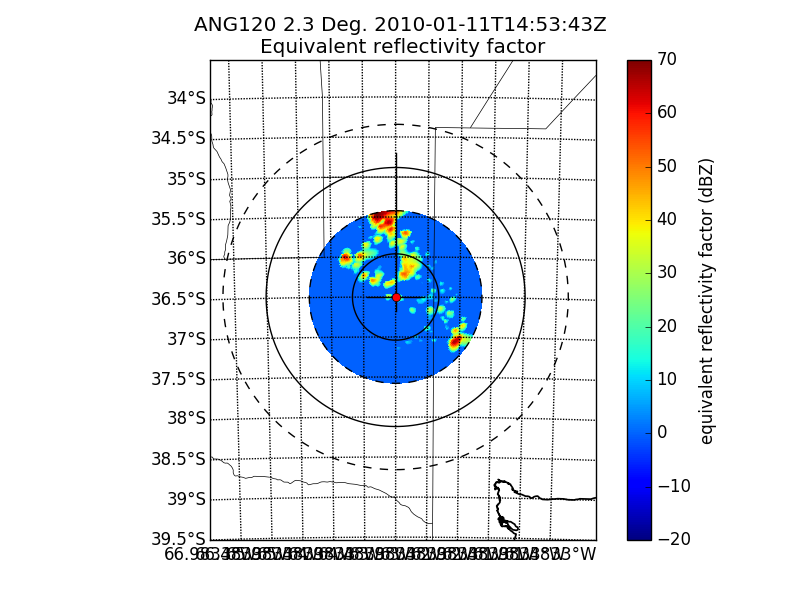 ANG120 2.3 Deg. 2010-01-11T14:53:43Z
Equivalent reflectivity factor
34°S
34.5°S
35°S
35.5°S
36°S
36.5°S
37°S
37.5°S
38°S
38.5°S
39°S
39.5°S
70
60
50
40
30
20
10
0
−10
−20
equivalent reflectivity factor (dBZ)